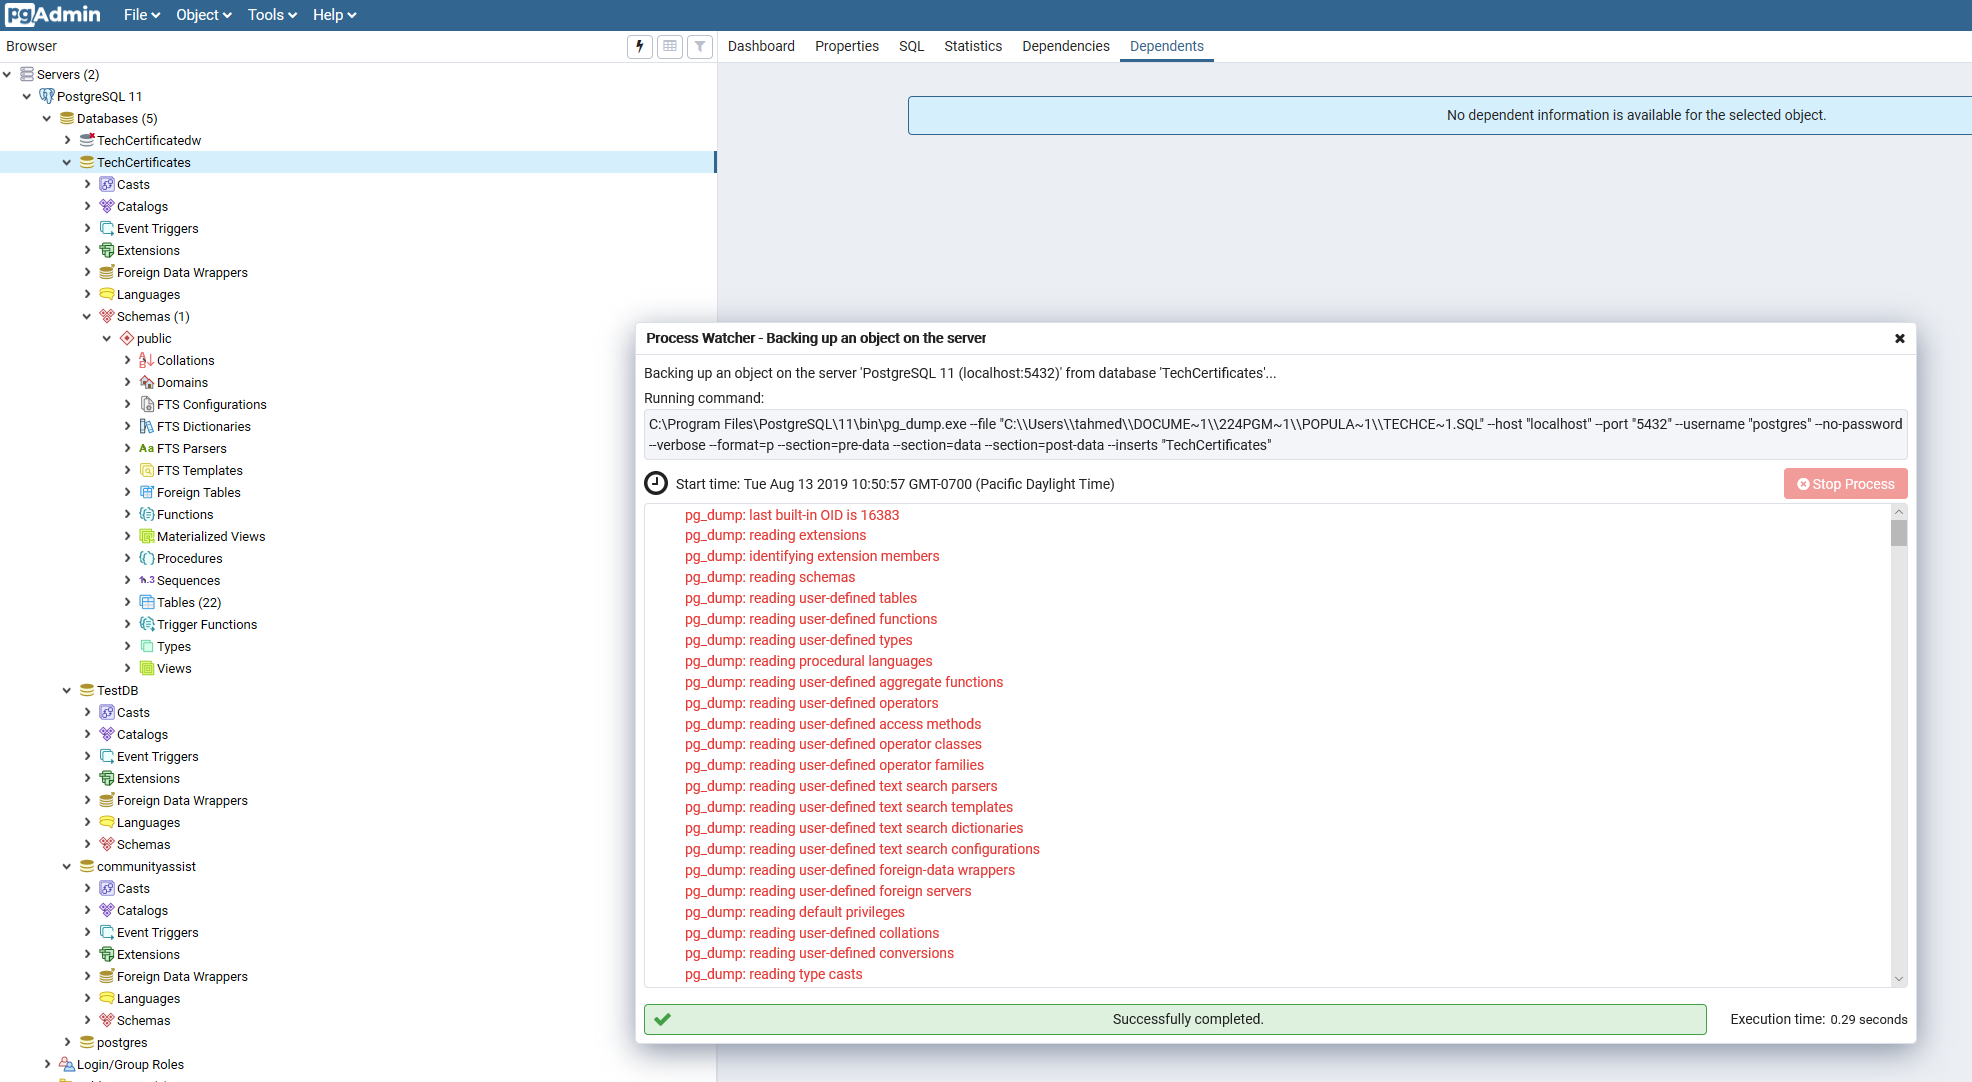 pgAdmin File Object Tools Help
Browser
Dashboard Properties SQL Statistics Dependencies Dependents
Servers (2)
PostgreSQL 11
Databases (5)
TechCertificatedw
TechCertificates
Casts
Catalogs
Event Triggers
Extensions
Foreign Data Wrappers
Languages
Schemas (1)
public
Collations
Domains
FTS Configurations
FTS Dictionaries
FTS Parsers
FTS Templates
Foreign Tables
Functions
Materialized Views
Procedures
Sequences
Tables (22)
Trigger Functions
Types
Views
TestDB
Casts
Catalogs
Event Triggers
Extensions
Foreign Data Wrappers
Languages
Schemas
communityassist
Casts
Catalogs
Event Triggers
Extensions
Foreign Data Wrappers
Languages
Schemas
postgres
Login/Group Roles
No dependent information is available for the selected object.
Process Watcher - Backing up an object on the server
Backing up an object on the server 'PostgreSQL 11 (localhost:5432)' from database 'TechCertificates'...
Running command:
C:\Program Files\PostgreSQL\11\bin\pg_dump.exe --file "C:\\Users\\tahmed\\DOCUME~1\\224PGM~1\\POPULA~1\\TECHCE~1.SQL" --host "localhost" --port "5432" --username "postgres" --no-password
--verbose --format=p --section=pre-data --section=data --section=post-data --inserts "TechCertificates"
Start time: Tue Aug 13 2019 10:50:57 GMT-0700 (Pacific Daylight Time)
Stop Process
pg_dump: last built-in OID is 16383
pg_dump: reading extensions
pg_dump: identifying extension members
pg_dump: reading schemas
pg_dump: reading user-defined tables
pg_dump: reading user-defined functions
pg_dump: reading user-defined types
pg_dump: reading procedural languages
pg_dump: reading user-defined aggregate functions
pg_dump: reading user-defined operators
pg_dump: reading user-defined access methods
pg_dump: reading user-defined operator classes
pg_dump: reading user-defined operator families
pg_dump: reading user-defined text search parsers
pg_dump: reading user-defined text search templates
pg_dump: reading user-defined text search dictionaries
pg_dump: reading user-defined text search configurations
pg_dump: reading user-defined foreign-data wrappers
pg_dump: reading user-defined foreign servers
pg_dump: reading default privileges
pg_dump: reading user-defined collations
pg_dump: reading user-defined conversions
pg_dump: reading type casts
Successfully completed.
Execution time: 0.29 seconds